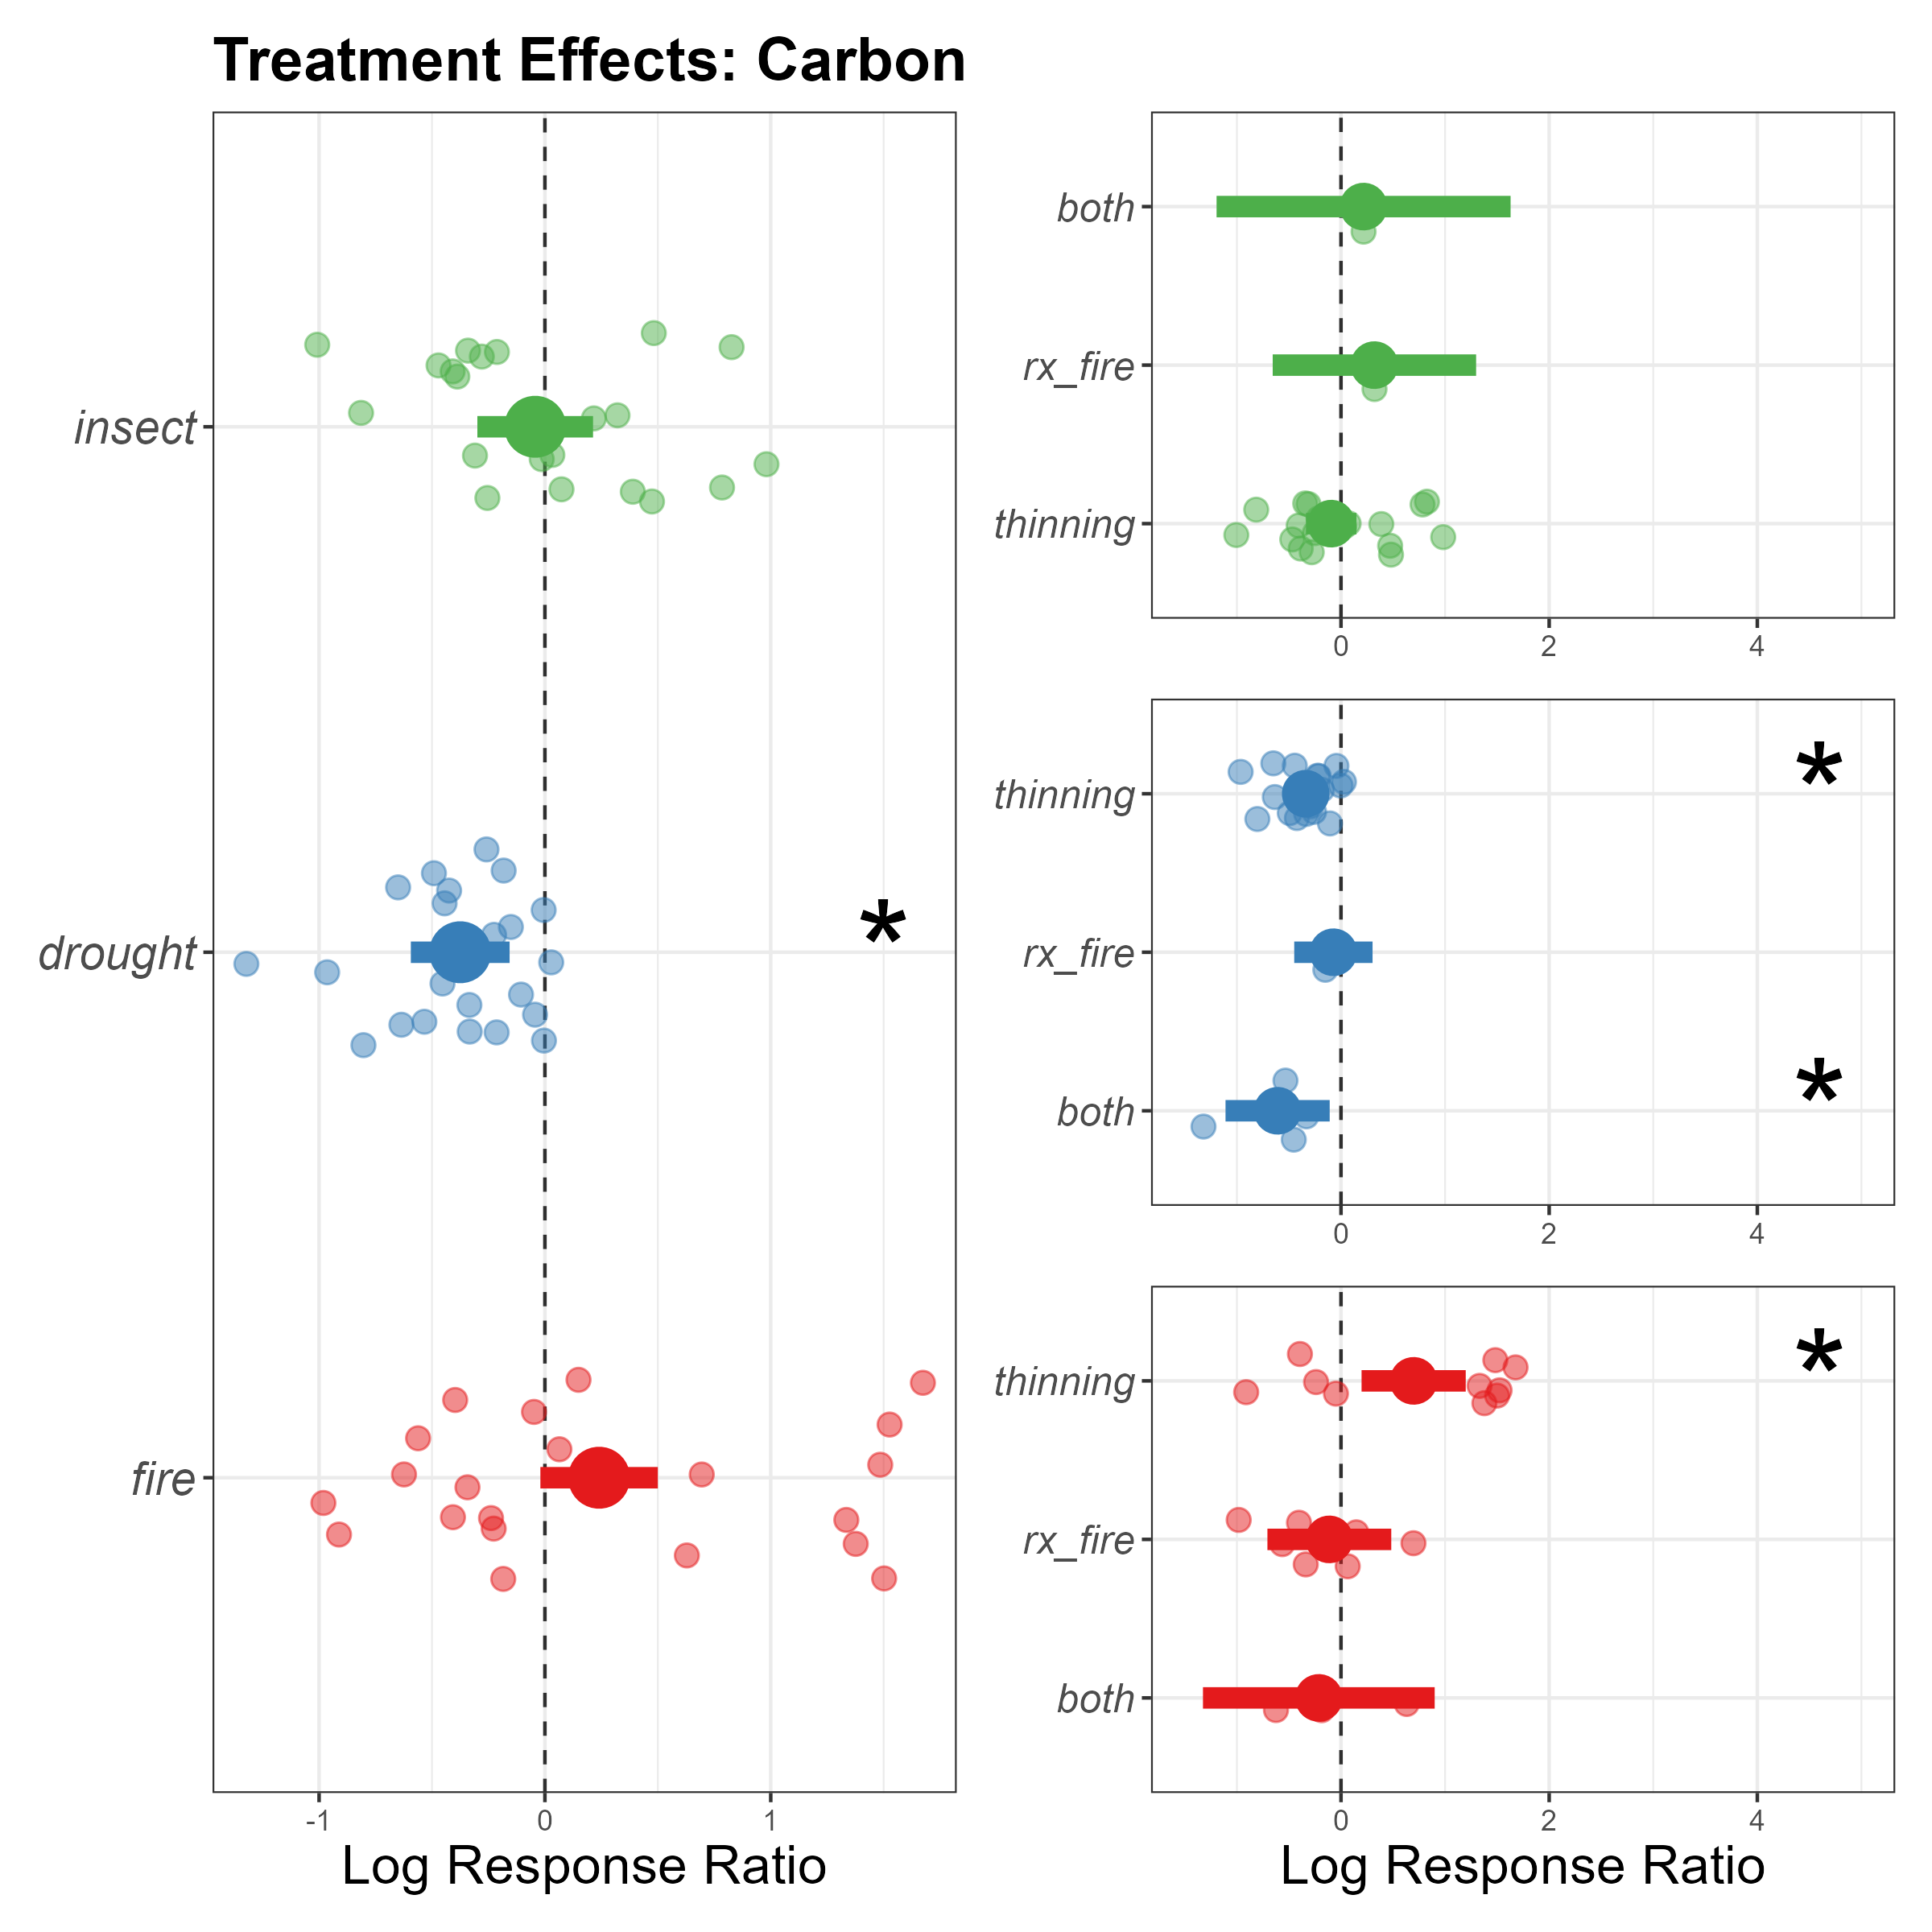 Treatment Effects: Carbon
insect
drought
*
fire
-1 0 1
Log Response Ratio
both
rx_fire
thinning
0 2 4
thinning
*
rx_fire
both
*
0 2 4
thinning
*
rx_fire
both
0 2 4
Log Response Ratio